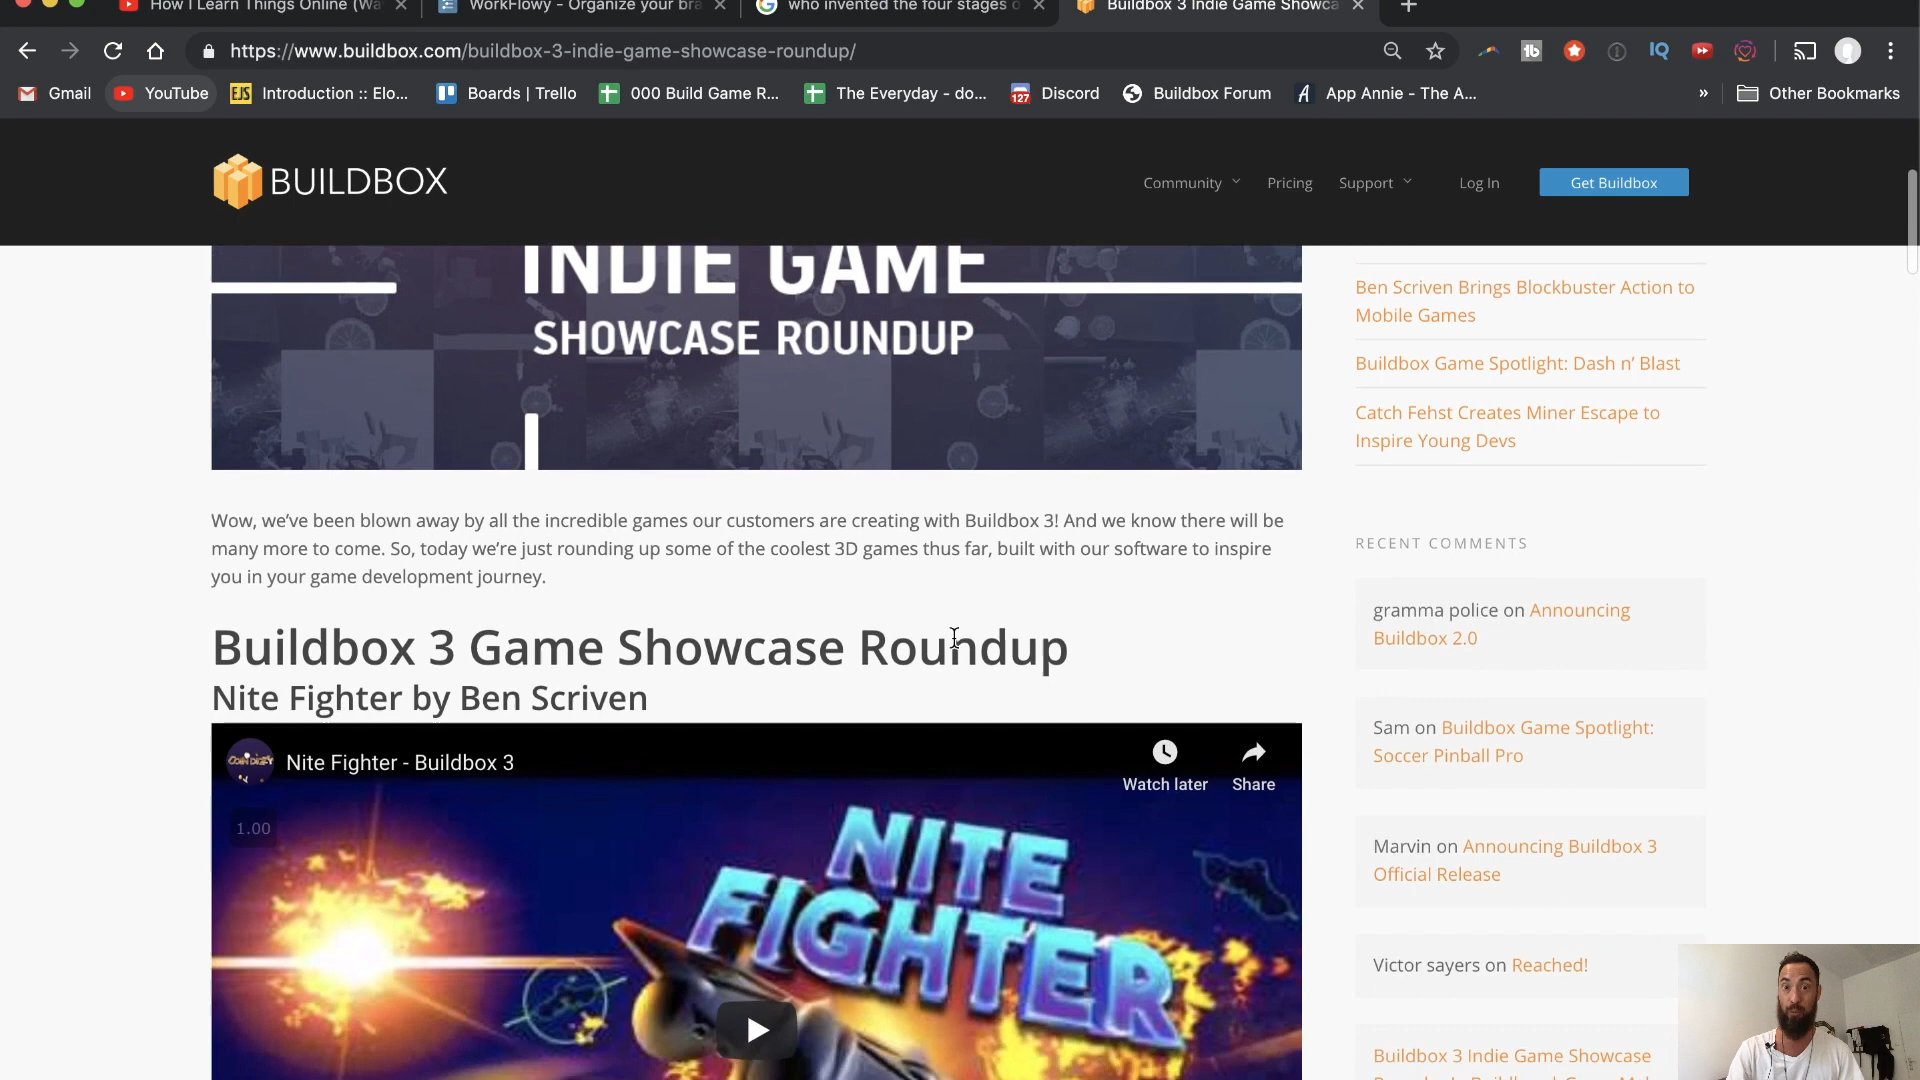 How I Learn Things Online (Wa
WorkFlowy - Organize your bra
who invented the four stages o
Buildbox 3 Indie Game Showca
https://www.buildbox.com/buildbox-3-indie-game-showcase-roundup/
Gmail
YouTube
EJS
Introduction :: Elo...
Boards | Trello
000 Build Game R...
The Everyday - do...
127
Discord
Buildbox Forum
App Annie - The A...
»
Other Bookmarks
BUILDBOX
Community
Pricing
Support
Log In
Get Buildbox
INDIE GAME
SHOWCASE ROUNDUP
Wow, we've been blown away by all the incredible games our customers are creating with Buildbox 3! And we know there will be
many more to come. So, today we're just rounding up some of the coolest 3D games thus far, built with our software to inspire
you in your game development journey.
Buildbox 3 Game Showcase Roundup
Nite Fighter by Ben Scriven
Nite Fighter - Buildbox 3
Watch later
Share
1.00
NITE
FIGHTER
Ben Scriven Brings Blockbuster Action to
Mobile Games
Buildbox Game Spotlight: Dash n' Blast
Catch Fehst Creates Miner Escape to
Inspire Young Devs
RECENT COMMENTS
gramma police on Announcing
Buildbox 2.0
Sam on Buildbox Game Spotlight:
Soccer Pinball Pro
Marvin on Announcing Buildbox 3
Official Release
Victor sayers on Reached!
Buildbox 3 Indie Game Showcase